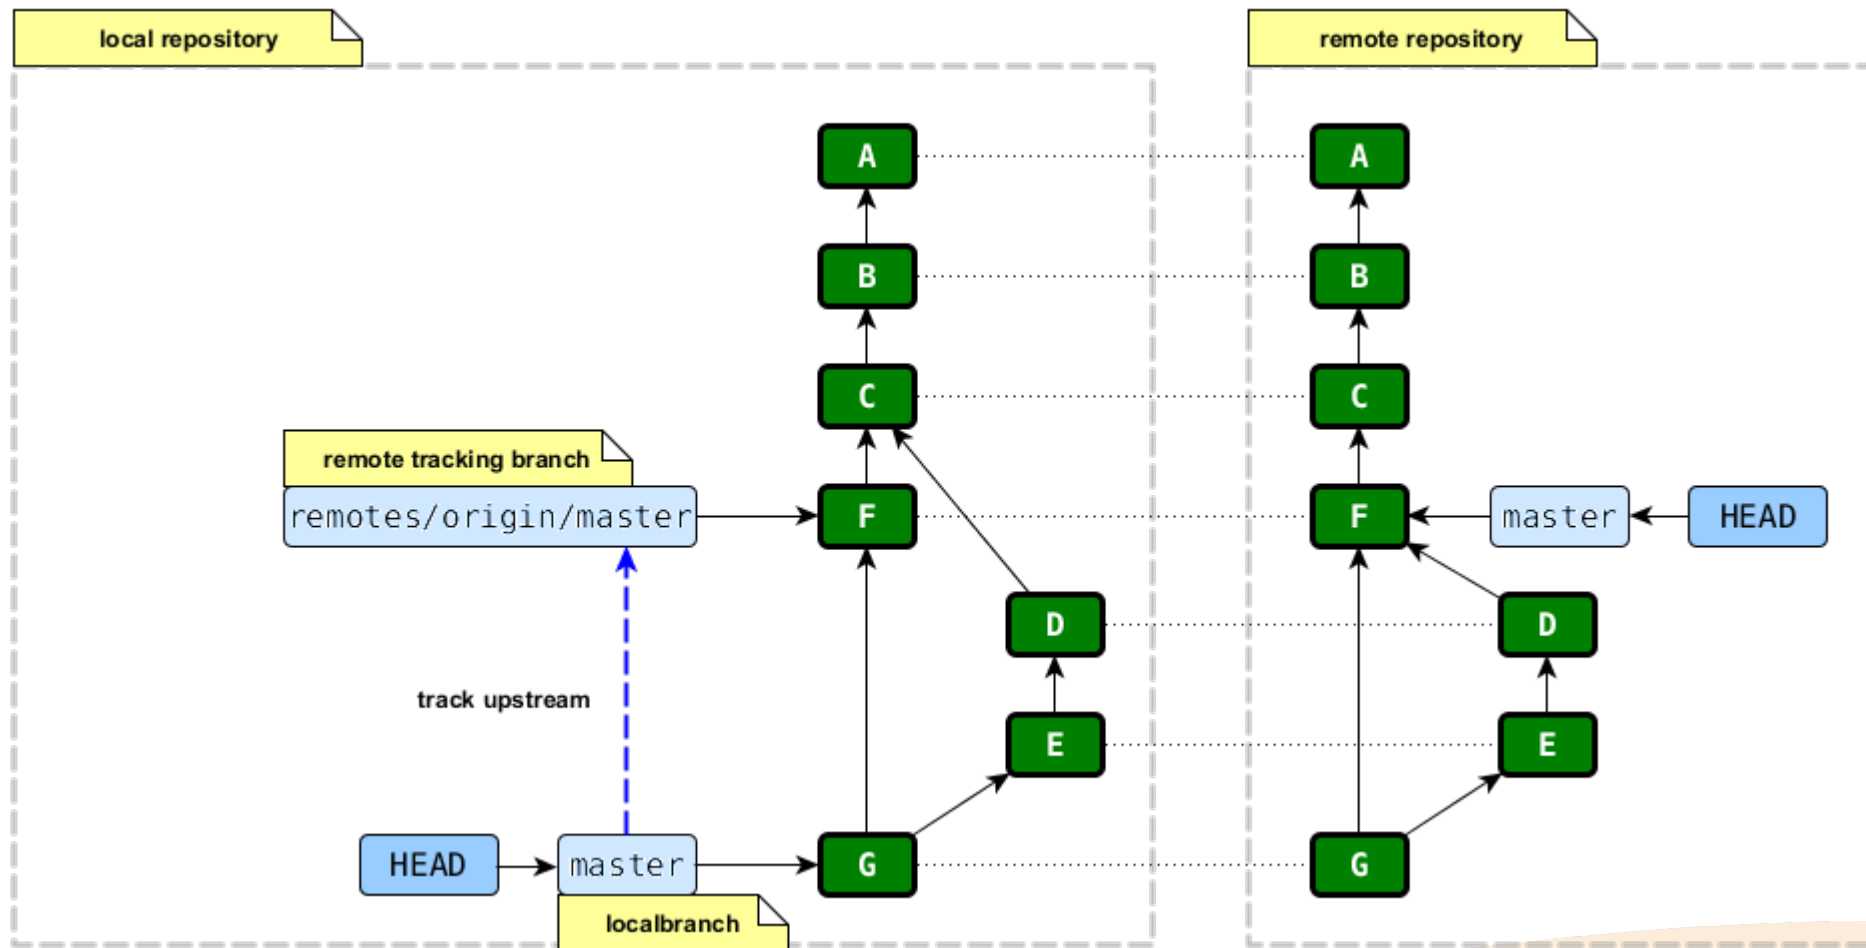 local repository
remote repository
A
A
B
B
C
C
remote tracking branch
remotes/origin/master
F
F
master
HEAD
D
D
track upstream
E
E
HEAD
master
G
G
localbranch